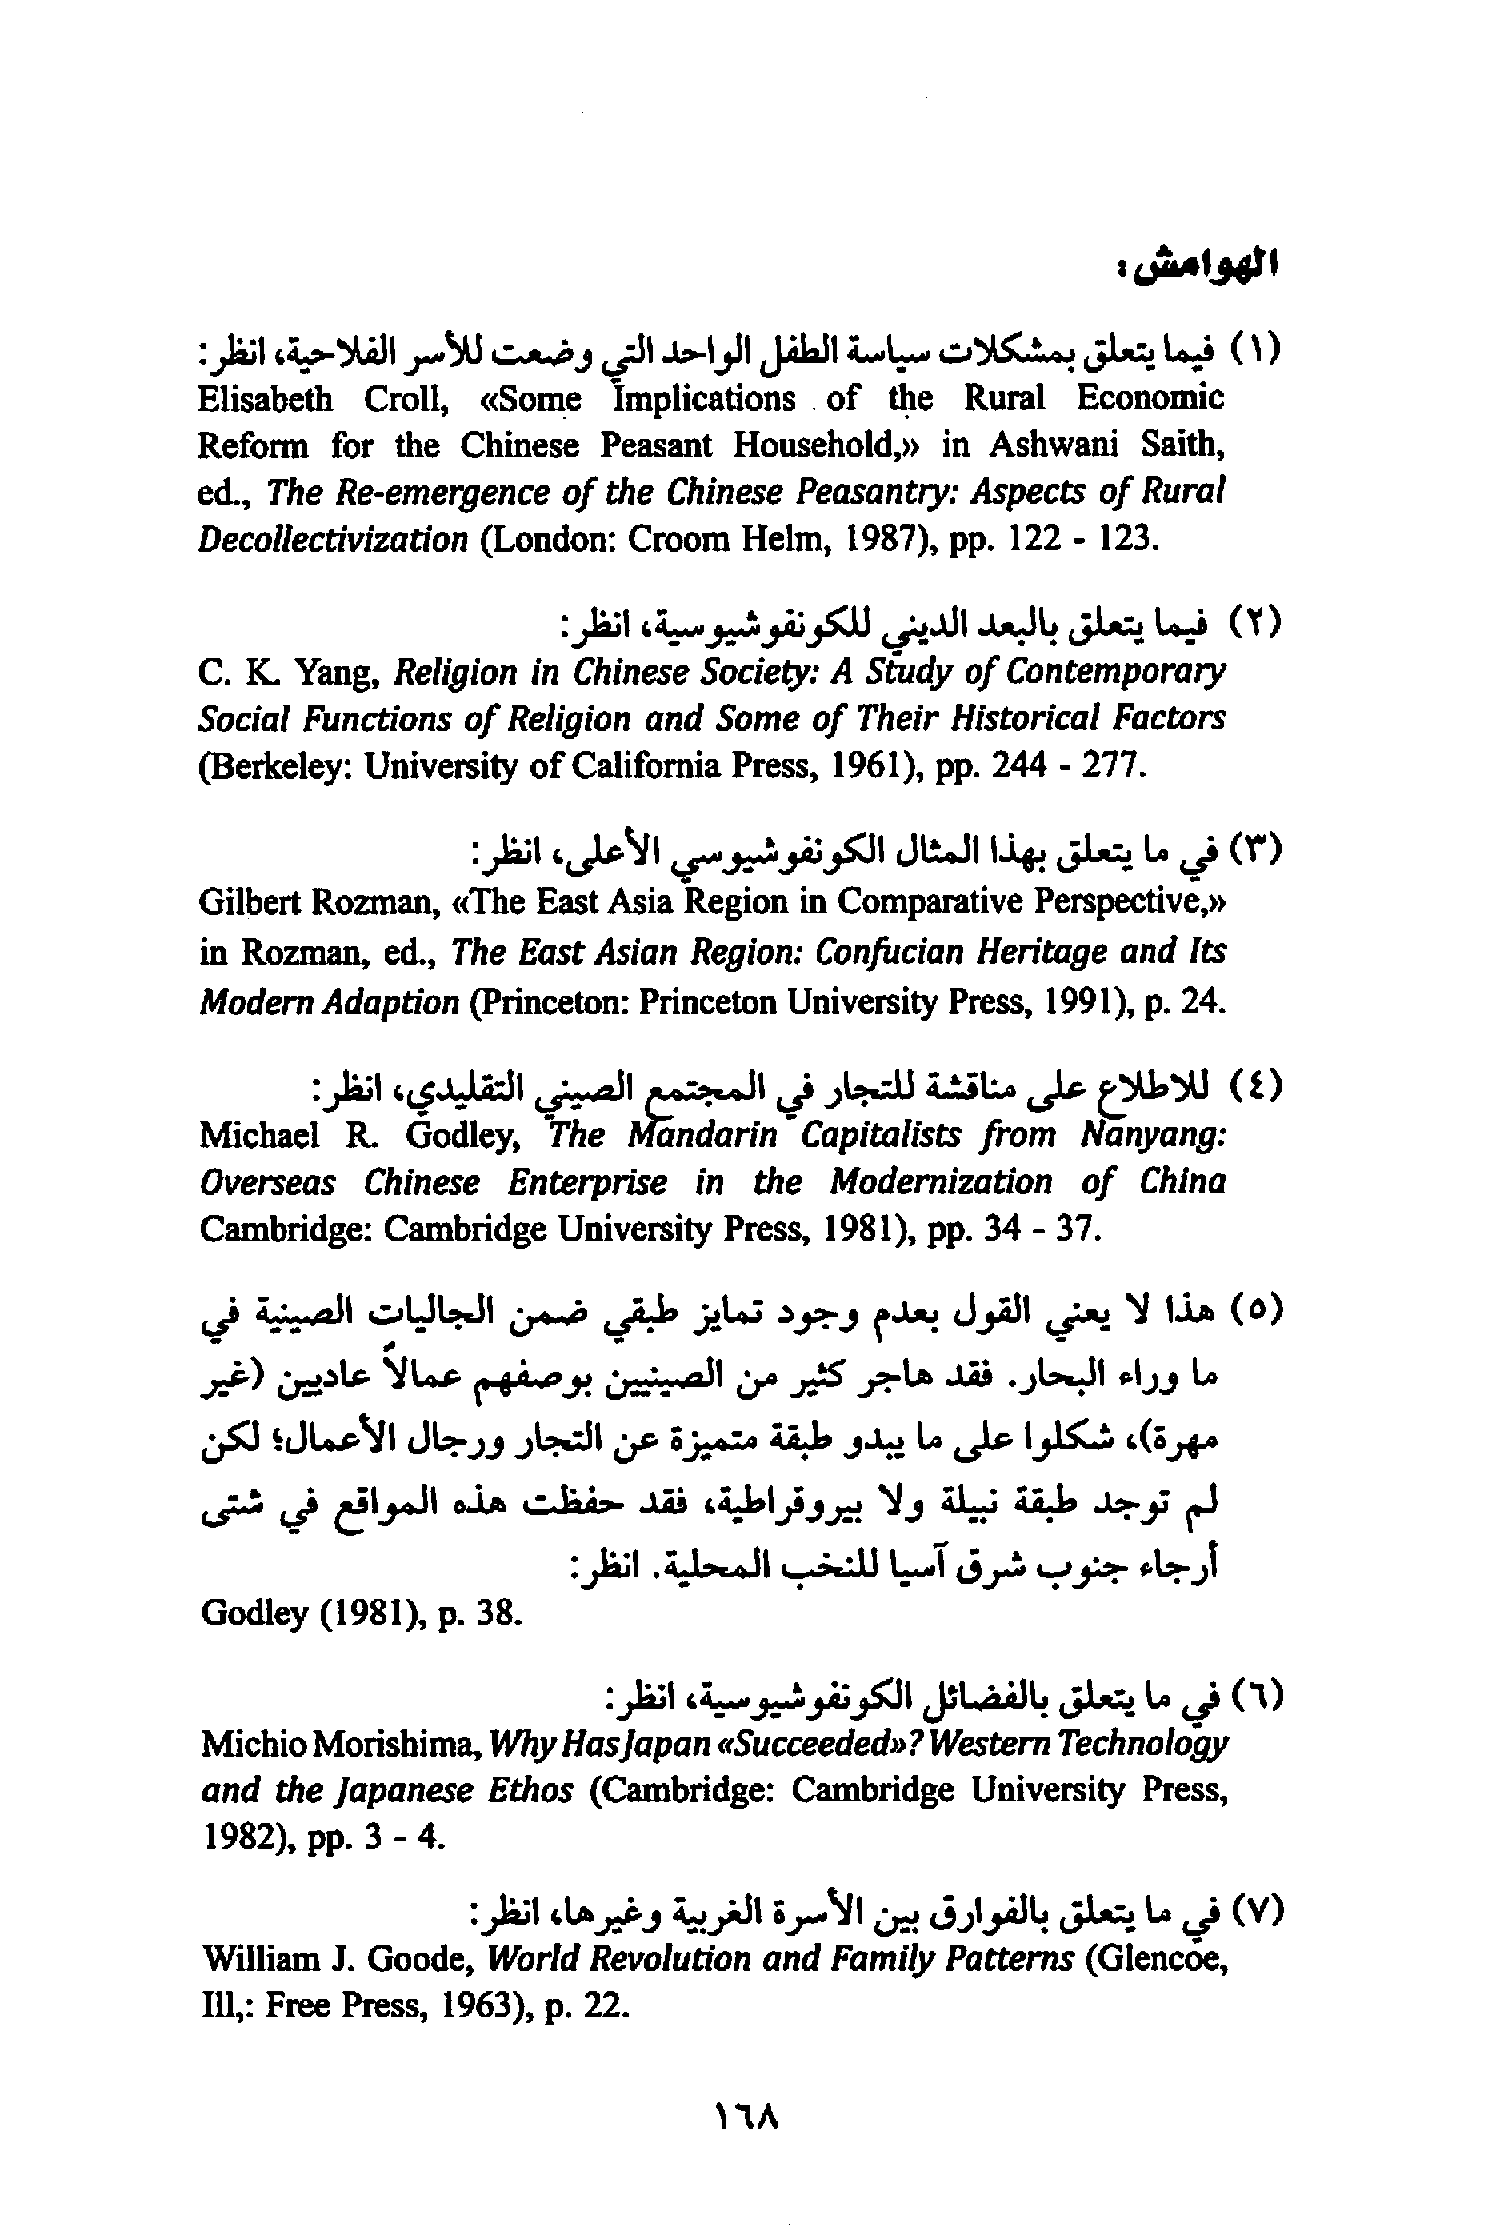 الهوامش:
(١) فيما يتعلق بمشكلات سياسة الطفل الواحد التي وضعت للأسر الفلاحية، انظر:
Elisabeth Croll, «Some Implications of the Rural Economic
Reform for the Chinese Peasant Household,» in Ashwani Saith,
ed., The Re-emergence of the Chinese Peasantry: Aspects of Rural
Decollectivization (London: Croom Helm, 1987), pp. 122 - 123.
(٢) فيما يتعلق بالبعد الديني للكونفوشيوسية، انظر:
C. K. Yang, Religion in Chinese Society: A Study of Contemporary
Social Functions of Religion and Some of Their Historical Factors
(Berkeley: University of California Press, 1961), pp. 244 - 277.
(٣) في ما يتعلق بهذا المثال الكونفوشيوسي الأعلى، انظر:
Gilbert Rozman, «The East Asia Region in Comparative Perspective,»
in Rozman, ed., The East Asian Region: Confucian Heritage and Its
Modern Adaption (Princeton: Princeton University Press, 1991), p. 24.
(٤) للاطلاع على مناقشة للتجار في المجتمع الصيني التقليدي، انظر:
Michael R. Godley, The Mandarin Capitalists from Nanyang:
Overseas Chinese Enterprise in the Modernization of China
Cambridge: Cambridge University Press, 1981), pp. 34 - 37.
(٥) هذا لا يعني القول بعدم وجود تمايز طبقي ضمن الجاليات الصينية في
ما وراء البحار. فقد هاجر كثير من الصينيين بوصفهم عمالاً عاديين (غير
مهرة)، شكلوا على ما يبدو طبقة متميزة عن التجار ورجال الأعمال؛ لكن
لم توجد طبقة نبيلة ولا بيروقراطية، فقد حفظت هذه المواقع في شتى
أرجاء جنوب شرق آسيا للنخب المحلية. انظر:
Godley (1981), p. 38.
(٦) في ما يتعلق بالفضائل الكونفوشيوسية، انظر:
Michio Morishima, Why Has Japan «Succeeded»? Western Technology
and the Japanese Ethos (Cambridge: Cambridge University Press,
1982), pp. 3 - 4.
(٧) في ما يتعلق بالفوارق بين الأسرة الغربية وغيرها، انظر:
William J. Goode, World Revolution and Family Patterns (Glencoe,
Ill,: Free Press, 1963), p. 22.
١٦٨